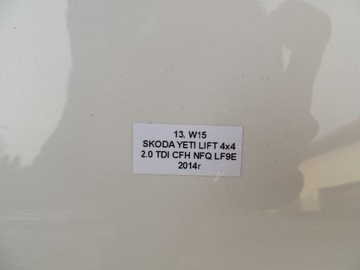 13. W15
SKODA YETI LIFT 4x4
2.0 TDI CFH NFQ LF9E
2014r